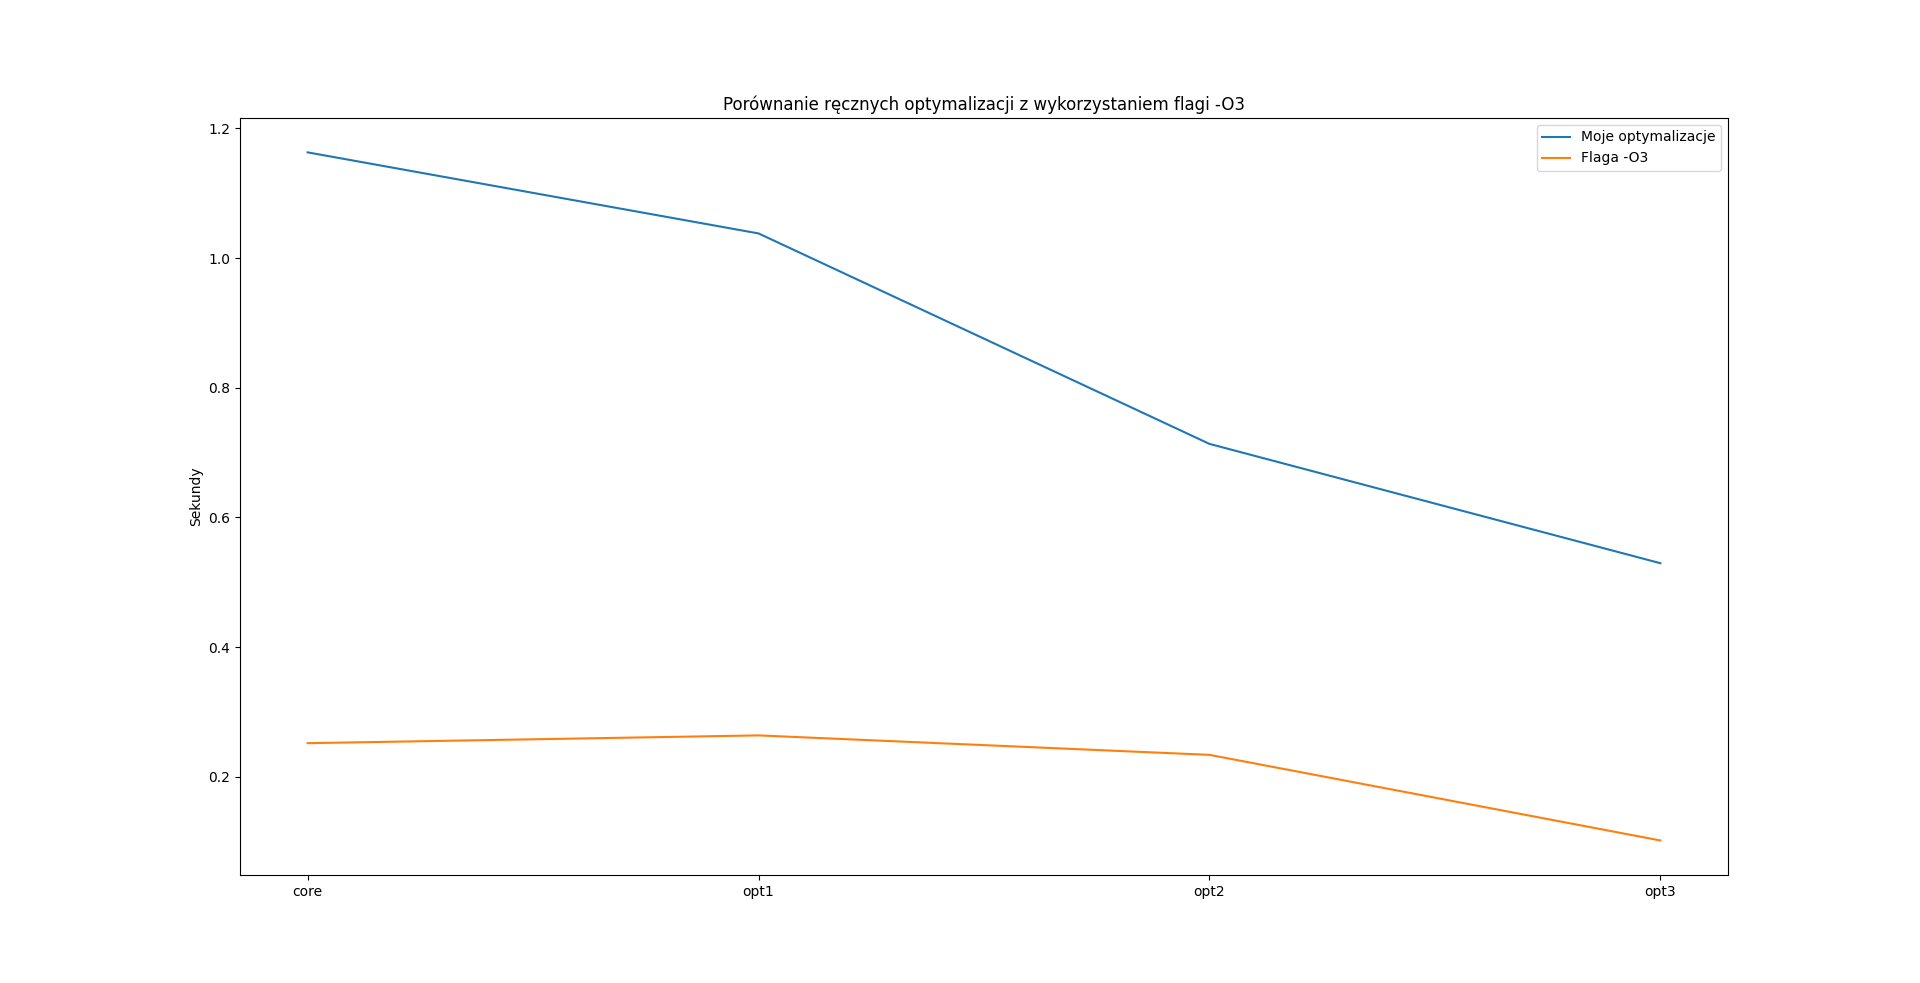 Porównanie ręcznych optymalizacji z wykorzystaniem flagi -O3
Moje optymalizacje
Flaga -O3
1.2
1.0
0.8
0.6
0.4
0.2
Sekundy
core opt1 opt2 opt3